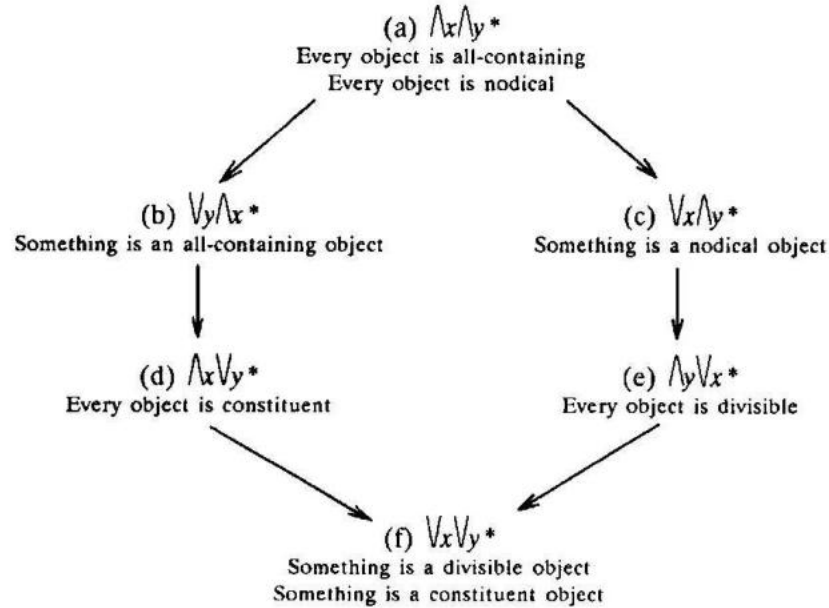 (a) ⋀x⋀y*
Every object is all-containing
Every object is nodical
(b) ⋁y⋀x*
Something is an all-containing object
(c) ⋁x⋀y*
Something is a nodical object
(d) ⋀x⋁y*
Every object is constituent
(e) ⋀y⋁x*
Every object is divisible
(f) ⋁x⋁y*
Something is a divisible object
Something is a constituent object